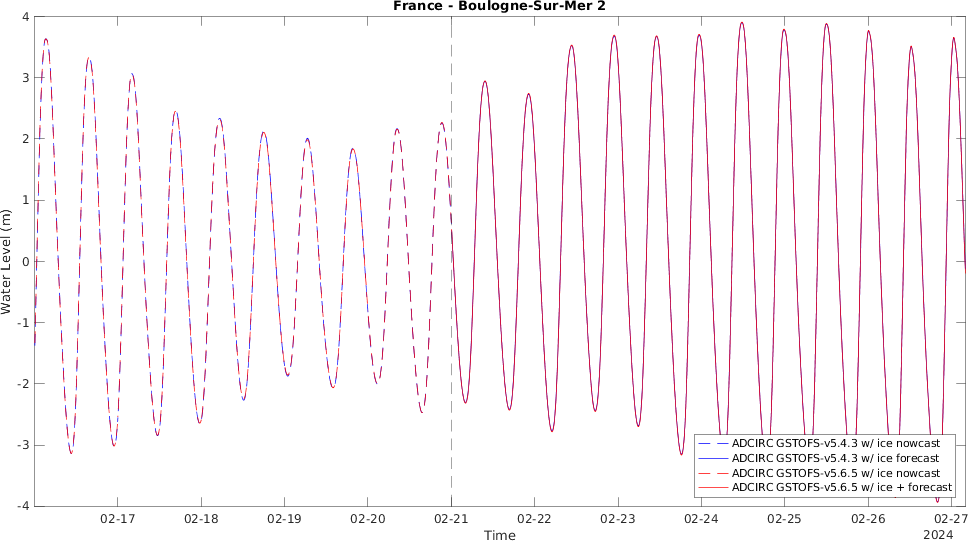 France - Boulogne-Sur-Mer 2
4
3
2
1
0
-1
-2
-3
-4
Water Level (m)
ADCIRC GSTOFS-v5.4.3 w/ ice nowcast
ADCIRC GSTOFS-v5.4.3 w/ ice forecast
ADCIRC GSTOFS-v5.6.5 w/ ice nowcast
ADCIRC GSTOFS-v5.6.5 w/ ice + forecast
02-17 02-18 02-19 02-20 02-21 02-22 02-23 02-24 02-25 02-26 02-27
Time
2024